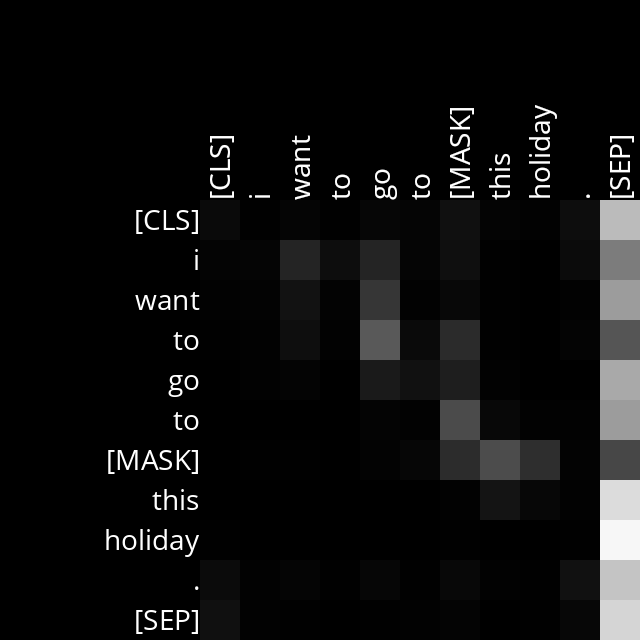 [CLS] i want to go to [MASK] this holiday . [SEP]
[CLS]
i
want
to
go
to
[MASK]
this
holiday
.
[SEP]